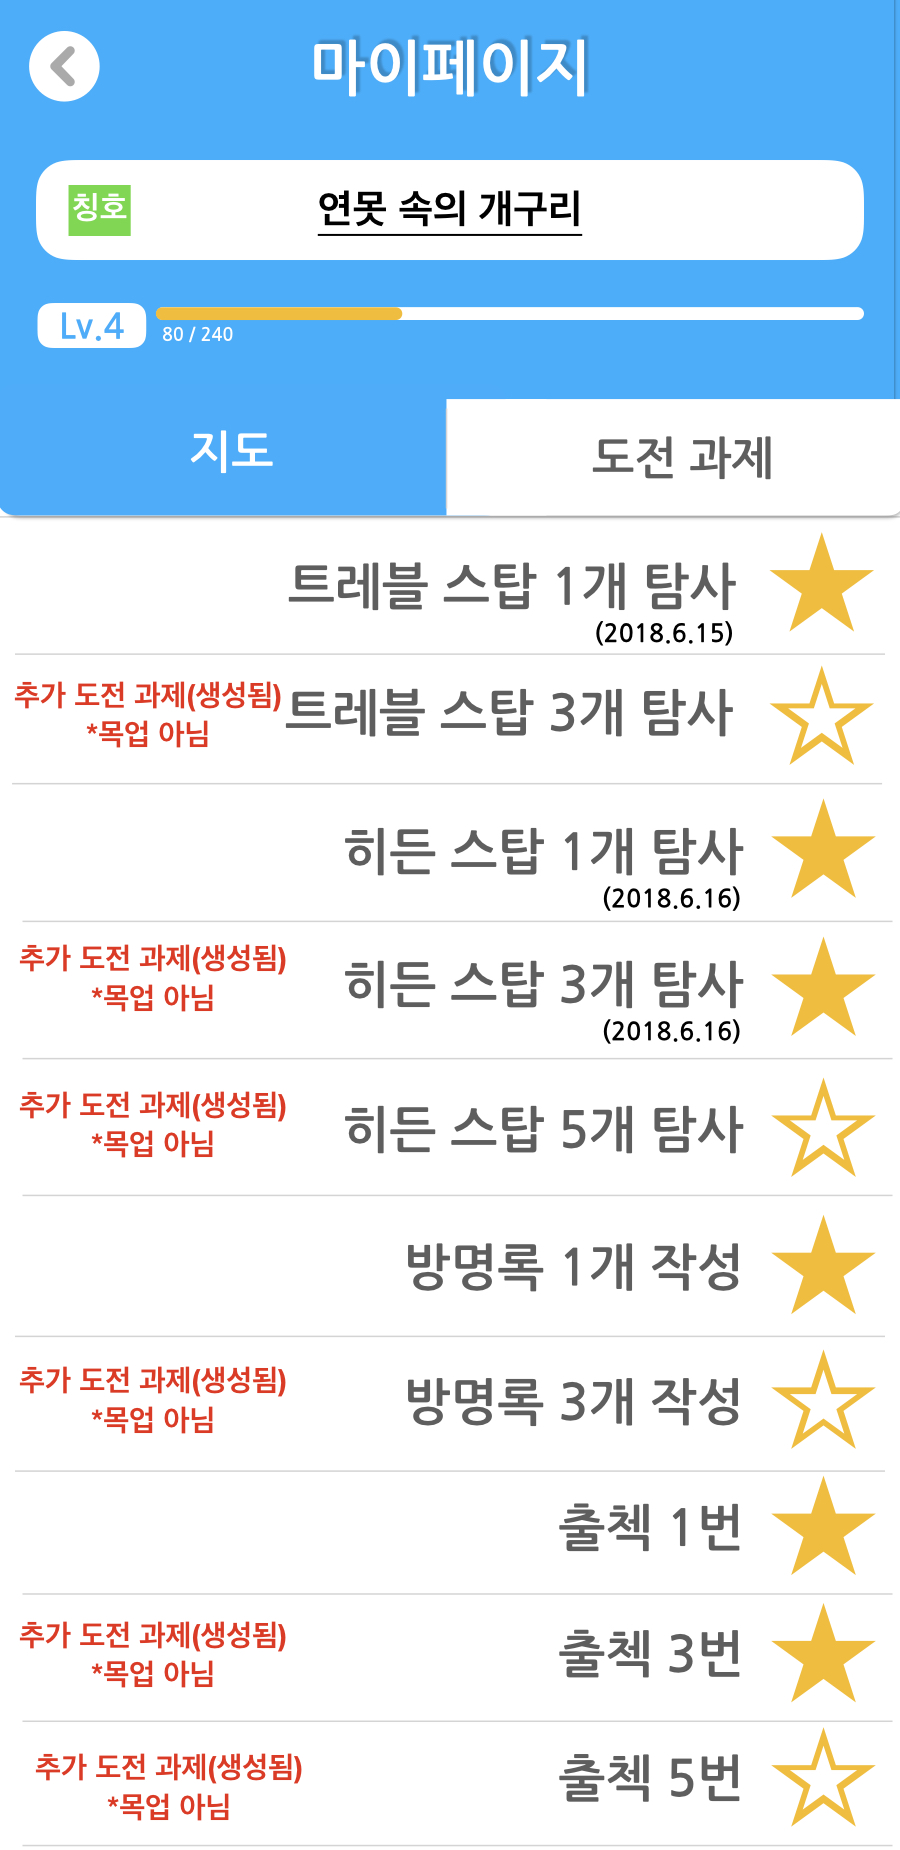 마이페이지
칭호
연못 속의 개구리
Lv.4
80 / 240
지도
도전 과제
트레블 스탑 1개 탐사
(2018.6.15)
추가 도전 과제(생성됨)
*목업 아님
트레블 스탑 3개 탐사
히든 스탑 1개 탐사
(2018.6.16)
추가 도전 과제(생성됨)
*목업 아님
히든 스탑 3개 탐사
(2018.6.16)
추가 도전 과제(생성됨)
*목업 아님
히든 스탑 5개 탐사
방명록 1개 작성
추가 도전 과제(생성됨)
*목업 아님
방명록 3개 작성
출첵 1번
추가 도전 과제(생성됨)
*목업 아님
출첵 3번
추가 도전 과제(생성됨)
*목업 아님
출첵 5번